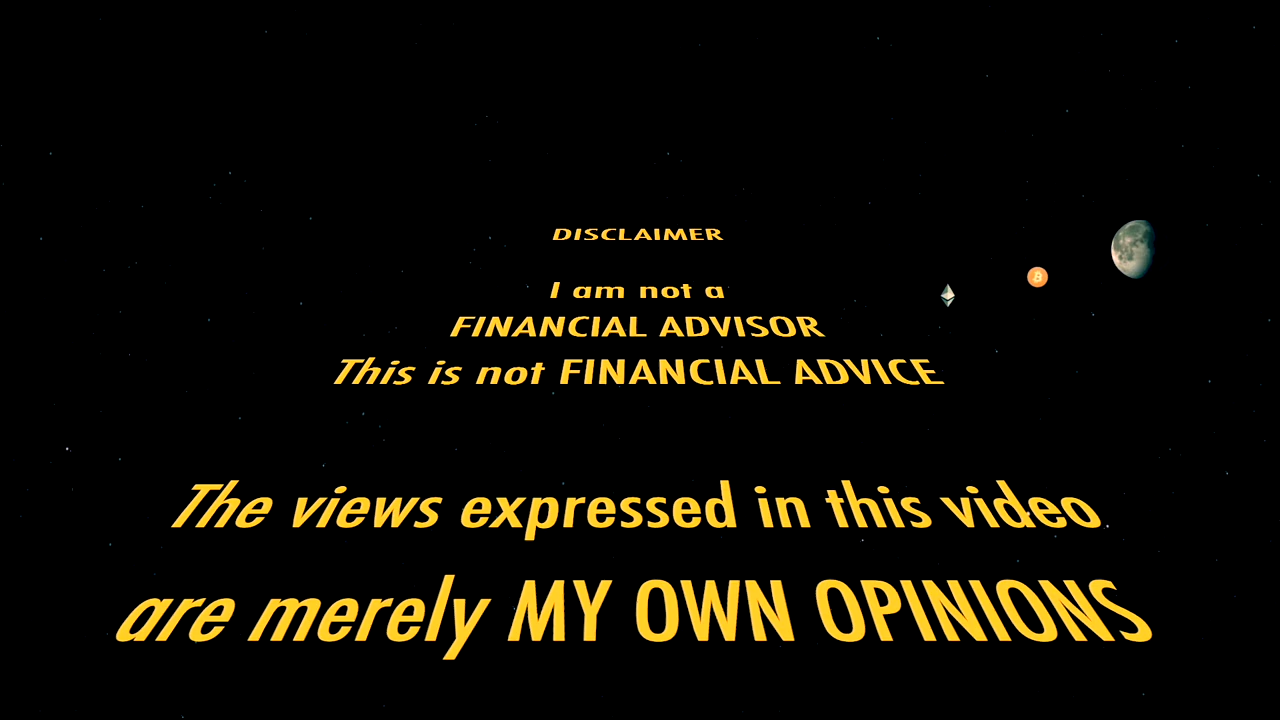 DISCLAIMER
I am not a
FINANCIAL ADVISOR
This is not FINANCIAL ADVICE
The views expressed in this video
are merely MY OWN OPINIONS